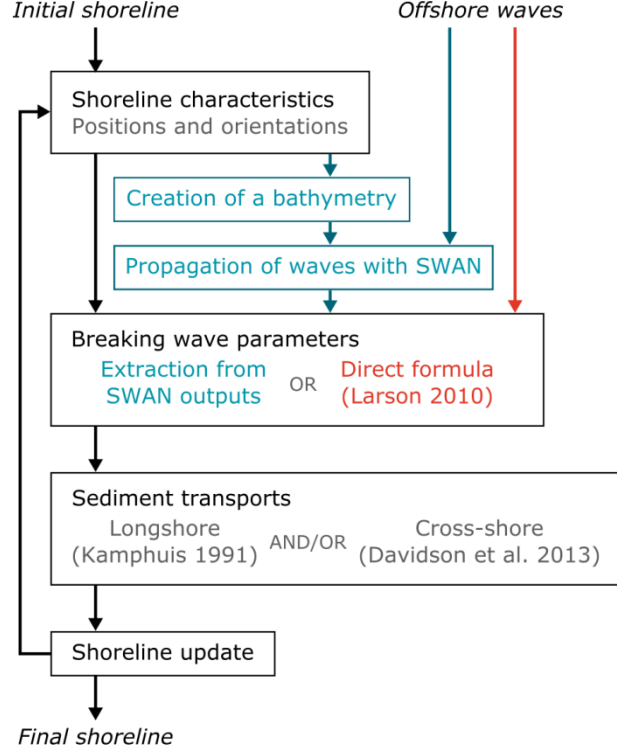 Initial shoreline
Offshore waves
Shoreline characteristics
Positions and orientations
Creation of a bathymetry
Propagation of waves with SWAN
Breaking wave parameters
Extraction from
SWAN outputs
OR
Direct formula
(Larson 2010)
Sediment transports
Longshore
(Kamphuis 1991)
AND/OR
Cross-shore
(Davidson et al. 2013)
Shoreline update
Final shoreline